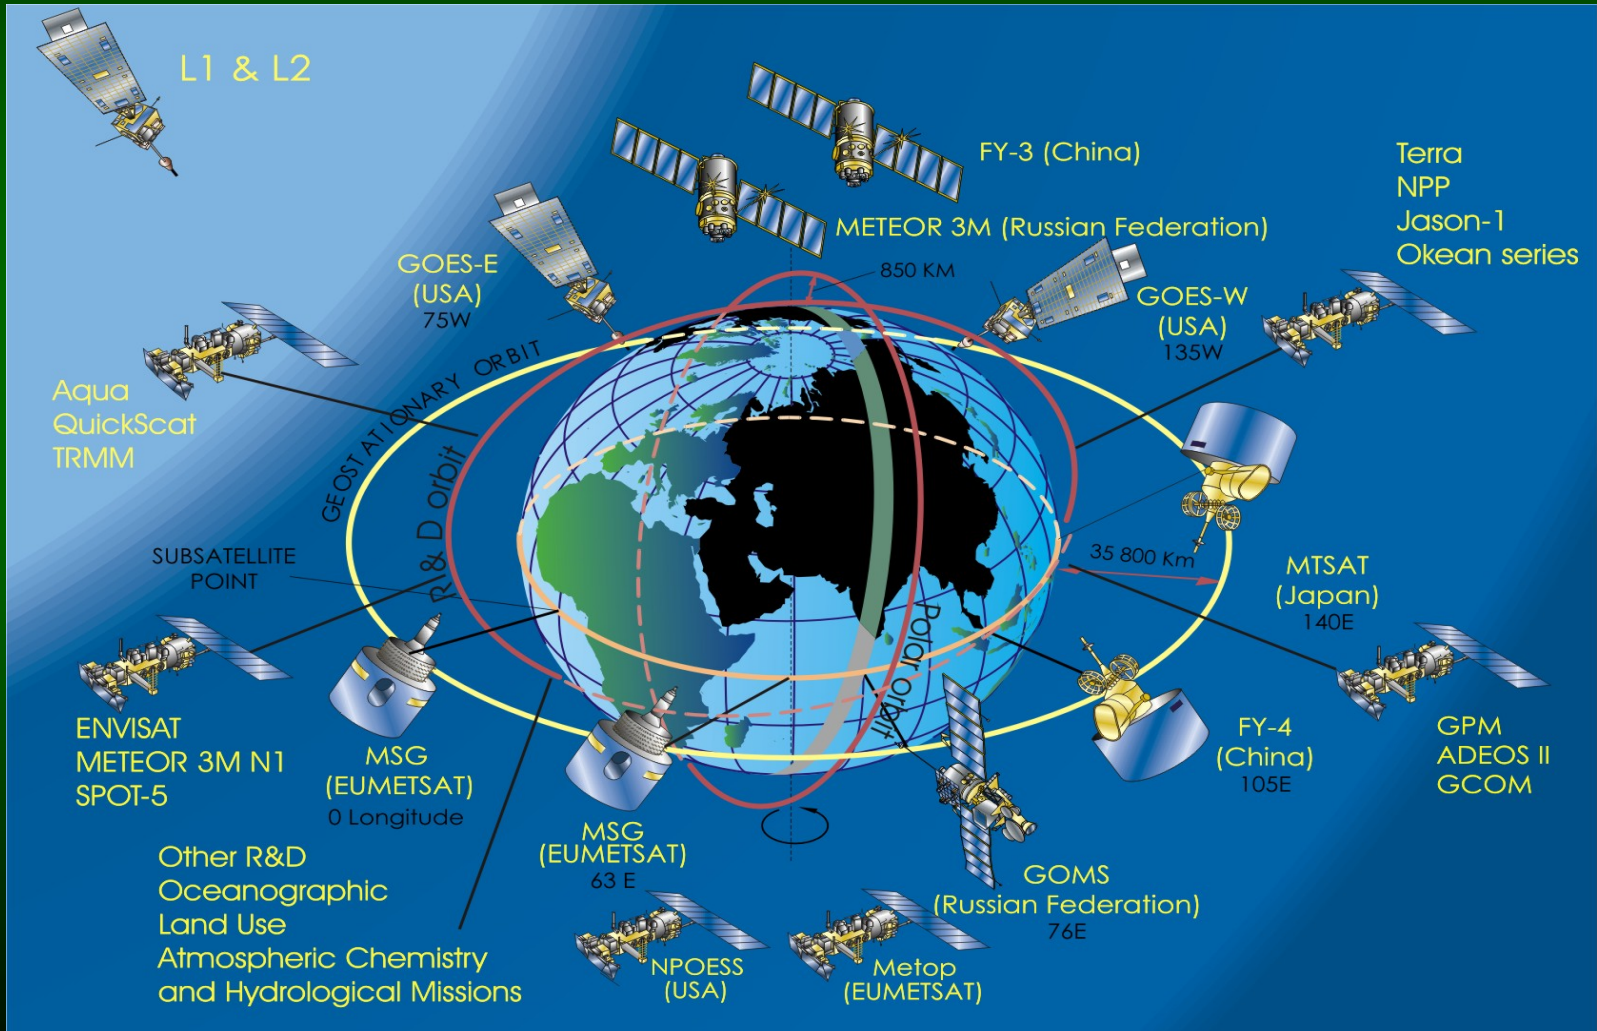 L1 & L2
FY-3 (China)
METEOR 3M (Russian Federation)
850 KM
Terra
NPP
Jason-1
Okean series
GOES-E
(USA)
75W
GOES-W
(USA)
135W
Aqua
QuickScat
TRMM
GEOSTATIONARY ORBIT
R & D orbit
SUBSATELLITE
POINT
35 800 Km
MTSAT
(Japan)
140E
Polar orbit
ENVISAT
METEOR 3M N1
SPOT-5
MSG
(EUMETSAT)
0 Longitude
MSG
(EUMETSAT)
63 E
FY-4
(China)
105E
GPM
ADEOS II
GCOM
GOMS
(Russian Federation)
76E
Other R&D
Oceanographic
Land Use
Atmospheric Chemistry
and Hydrological Missions
NPOESS
(USA)
Metop
(EUMETSAT)